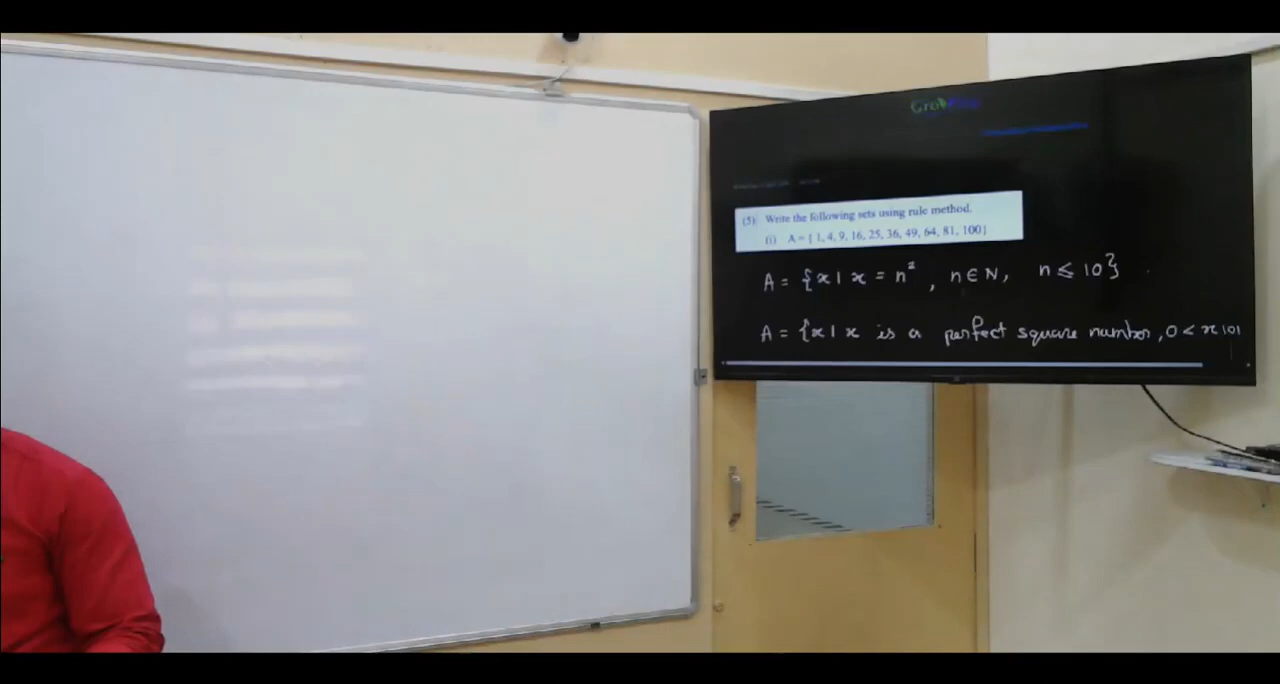 (5) Write the following sets using rule method.
(i) A = { 1, 4, 9, 16, 25, 36, 49, 64, 81, 100}
A = {x | x = n², n ∈ N, n ≤ 10}
A = {x | x is a perfect square number, 0 < x 101